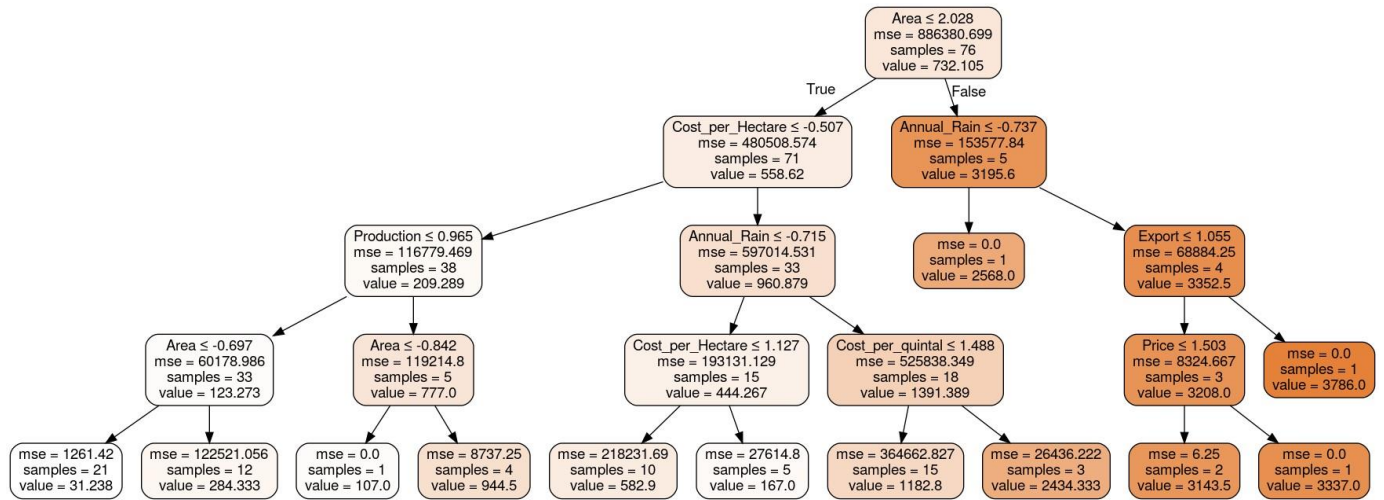 Area ≤ 2.028
mse = 886380.699
samples = 76
value = 732.105
True
False
Cost_per_Hectare ≤ -0.507
mse = 480508.574
samples = 71
value = 558.62
Annual_Rain ≤ -0.737
mse = 153577.84
samples = 5
value = 3195.6
Production ≤ 0.965
mse = 116779.469
samples = 38
value = 209.289
Annual_Rain ≤ -0.715
mse = 597014.531
samples = 33
value = 960.879
mse = 0.0
samples = 1
value = 2568.0
Export ≤ 1.055
mse = 68884.25
samples = 4
value = 3352.5
Area ≤ -0.697
mse = 60178.986
samples = 33
value = 123.273
Area ≤ -0.842
mse = 119214.8
samples = 5
value = 777.0
Cost_per_Hectare ≤ 1.127
mse = 193131.129
samples = 15
value = 444.267
Cost_per_quintal ≤ 1.488
mse = 525838.349
samples = 18
value = 1391.389
Price ≤ 1.503
mse = 8324.667
samples = 3
value = 3208.0
mse = 0.0
samples = 1
value = 3786.0
mse = 1261.42
samples = 21
value = 31.238
mse = 122521.056
samples = 12
value = 284.333
mse = 0.0
samples = 1
value = 107.0
mse = 8737.25
samples = 4
value = 944.5
mse = 218231.69
samples = 10
value = 582.9
mse = 27614.8
samples = 5
value = 167.0
mse = 364662.827
samples = 15
value = 1182.8
mse = 26436.222
samples = 3
value = 2434.333
mse = 6.25
samples = 2
value = 3143.5
mse = 0.0
samples = 1
value = 3337.0